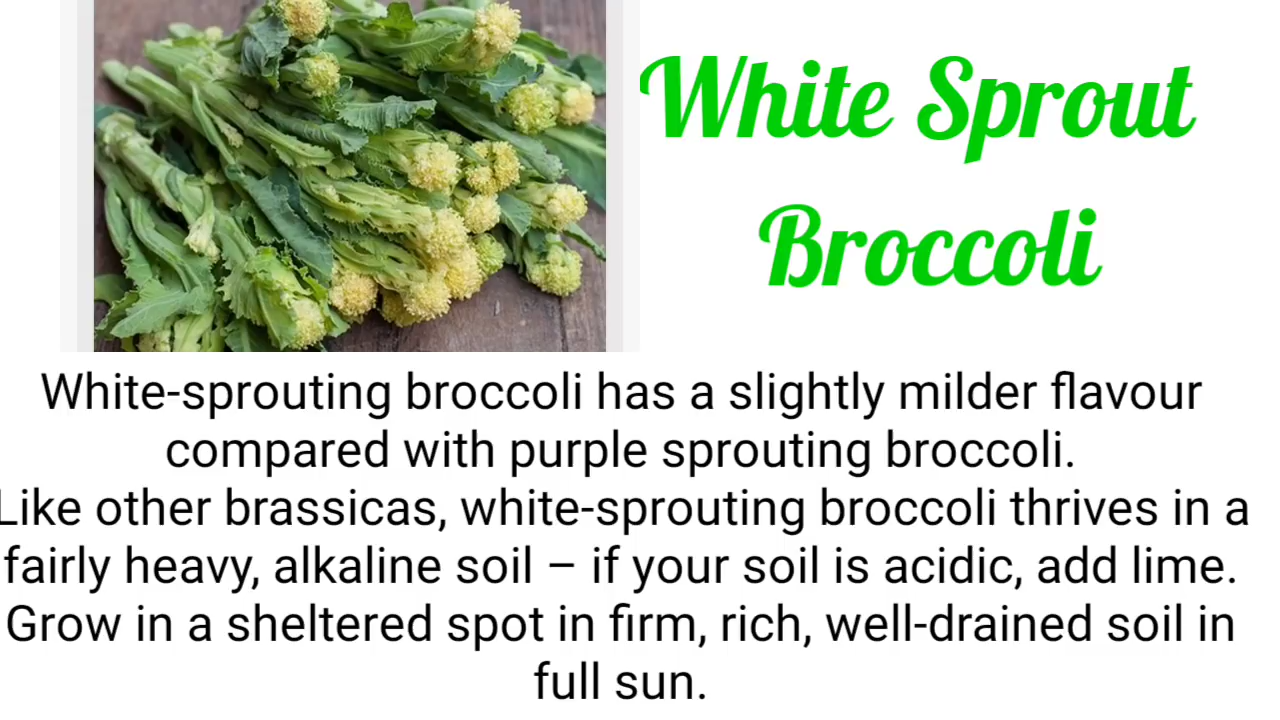 White Sprout
Broccoli
White-sprouting broccoli has a slightly milder flavour
compared with purple sprouting broccoli.
Like other brassicas, white-sprouting broccoli thrives in a
fairly heavy, alkaline soil – if your soil is acidic, add lime.
Grow in a sheltered spot in firm, rich, well-drained soil in
full sun.